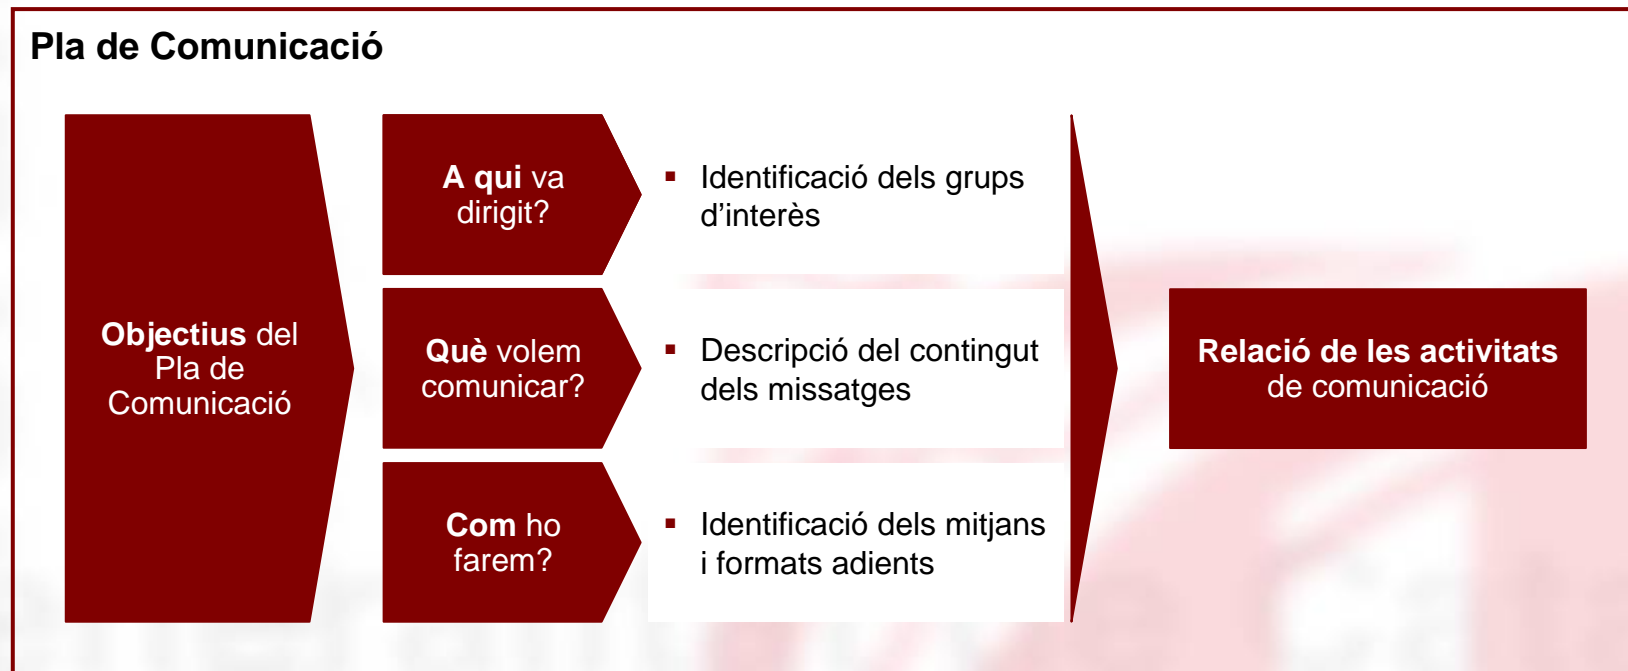 Pla de Comunicació
Objectius del
Pla de
Comunicació
A qui va
dirigit?
▪ Identificació dels grups
d’interès
Què volem
comunicar?
▪ Descripció del contingut
dels missatges
Com ho
farem?
▪ Identificació dels mitjans
i formats adients
Relació de les activitats
de comunicació